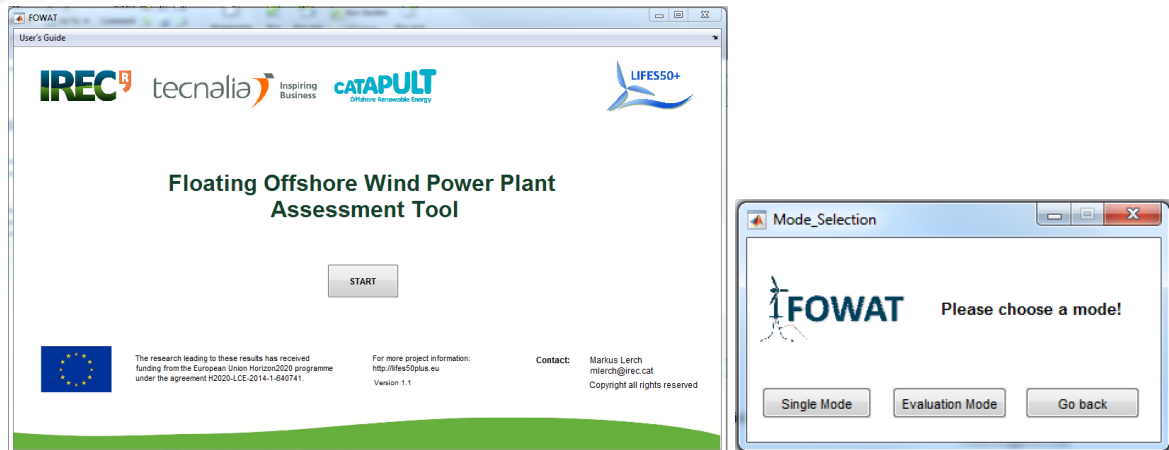 FOWAT
User's Guide
IREC R
tecnalia Inspiring Business
CATAPULT
Offshore Renewable Energy
LIFES50+
Floating Offshore Wind Power Plant
Assessment Tool
START
The research leading to these results has received
funding from the European Union Horizon2020 programme
under the agreement H2020-LCE-2014-1-640741.
For more project information:
http://lifes50plus.eu
Version 1.1
Contact:
Markus Lerch
mlerch@irec.cat
Copyright all rights reserved
Mode_Selection
FOWAT
Please choose a mode!
Single Mode
Evaluation Mode
Go back